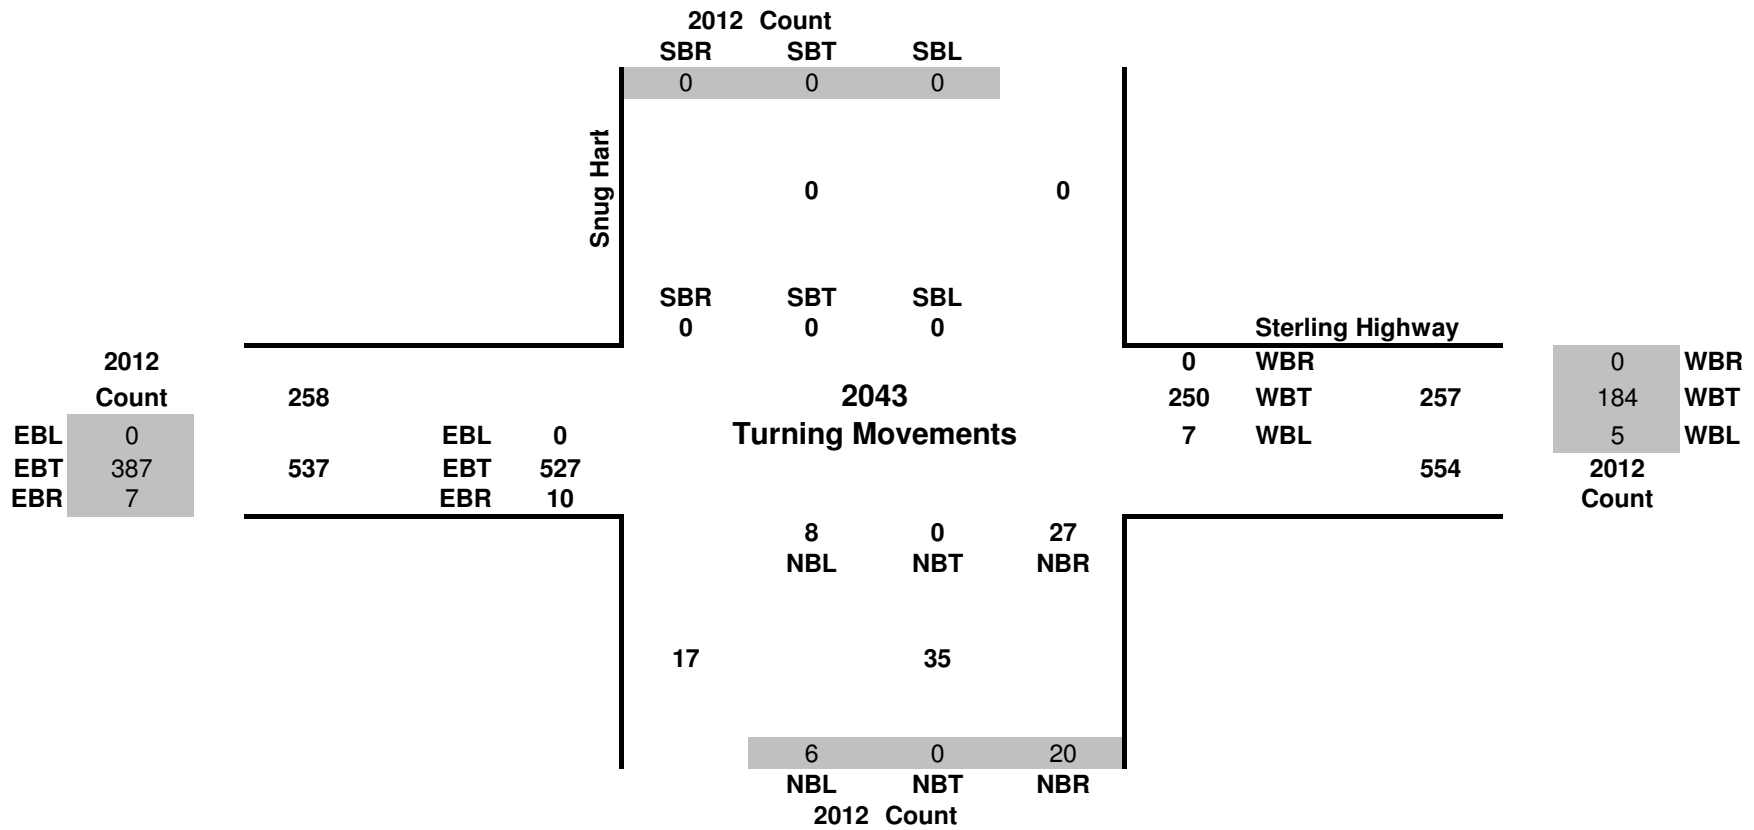 2012 Count
SBR SBT SBL
0 0 0
Snug Harl
0 0
SBR SBT SBL
0 0 0 Sterling Highway
2012 0 WBR 0 WBR
Count 258 2043 250 WBT 257 184 WBT
EBL 0 EBL 0 Turning Movements 7 WBL 5 WBL
EBT 387 537 EBT 527 554 2012
EBR 7 EBR 10 Count
8 0 27
NBL NBT NBR
17 35
6 0 20
NBL NBT NBR
2012 Count